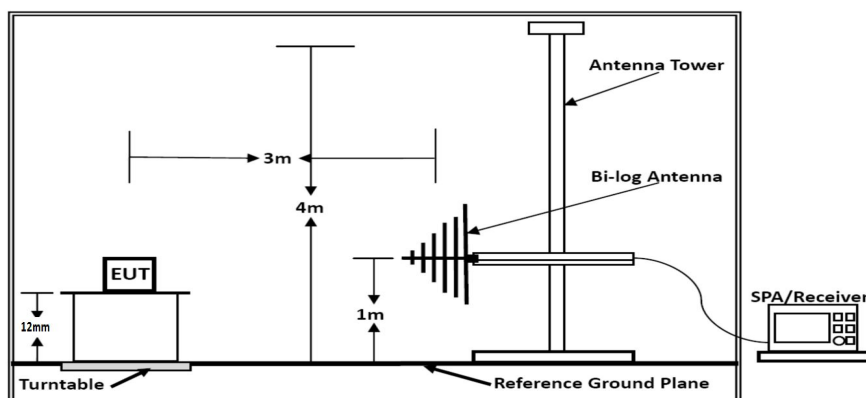 Antenna Tower
3m
Bi-log Antenna
4m
EUT
SPA/Receiver
12mm
1m
Turntable
Reference Ground Plane